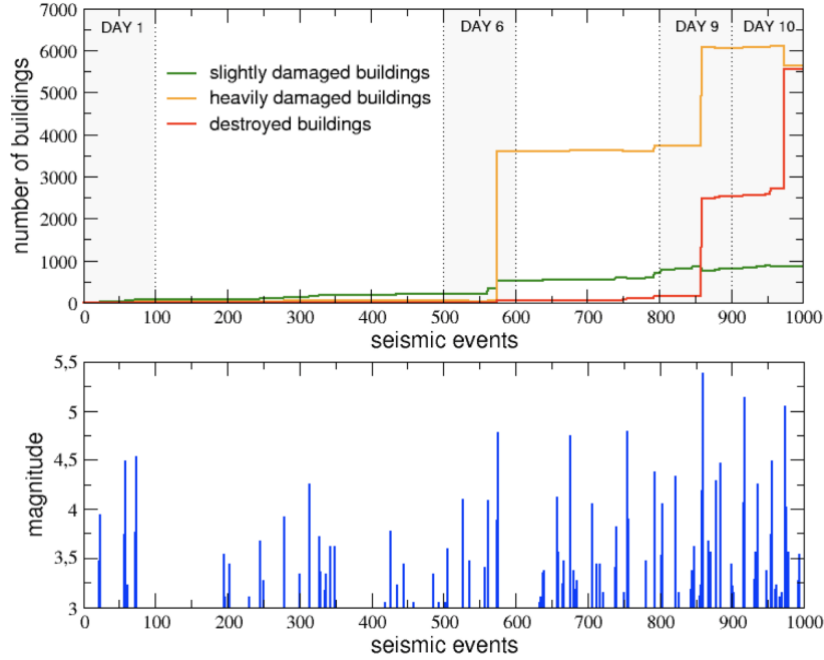 7000
6000
5000
4000
3000
2000
1000
0
number of buildings
DAY 1
DAY 6
DAY 9
DAY 10
slightly damaged buildings
heavily damaged buildings
destroyed buildings
0 100 200 300 400 500 600 700 800 900 1000
seismic events
5,5
5
4,5
4
3,5
3
magnitude
0 100 200 300 400 500 600 700 800 900 1000
seismic events